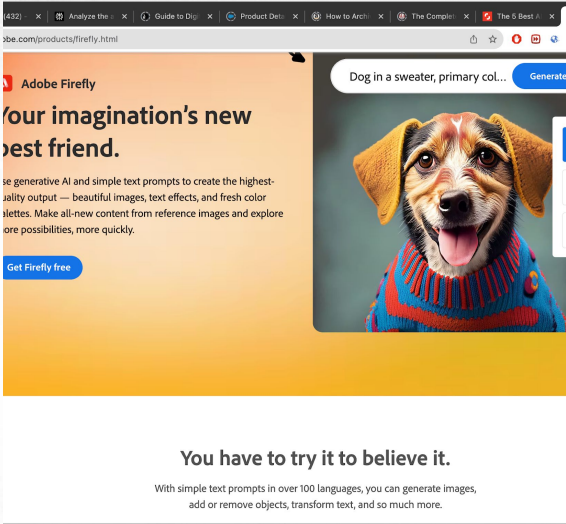 (432) -
Analyze the a
Guide to Digi
Product Deta
How to Archi
The Complet
The 5 Best A
obe.com/products/firefly.html
Dog in a sweater, primary col...
Generate
Adobe Firefly
Your imagination's new
best friend.
se generative AI and simple text prompts to create the highest-
uality output — beautiful images, text effects, and fresh color
alettes. Make all-new content from reference images and explore
ore possibilities, more quickly.
Get Firefly free
You have to try it to believe it.
With simple text prompts in over 100 languages, you can generate images,
add or remove objects, transform text, and so much more.